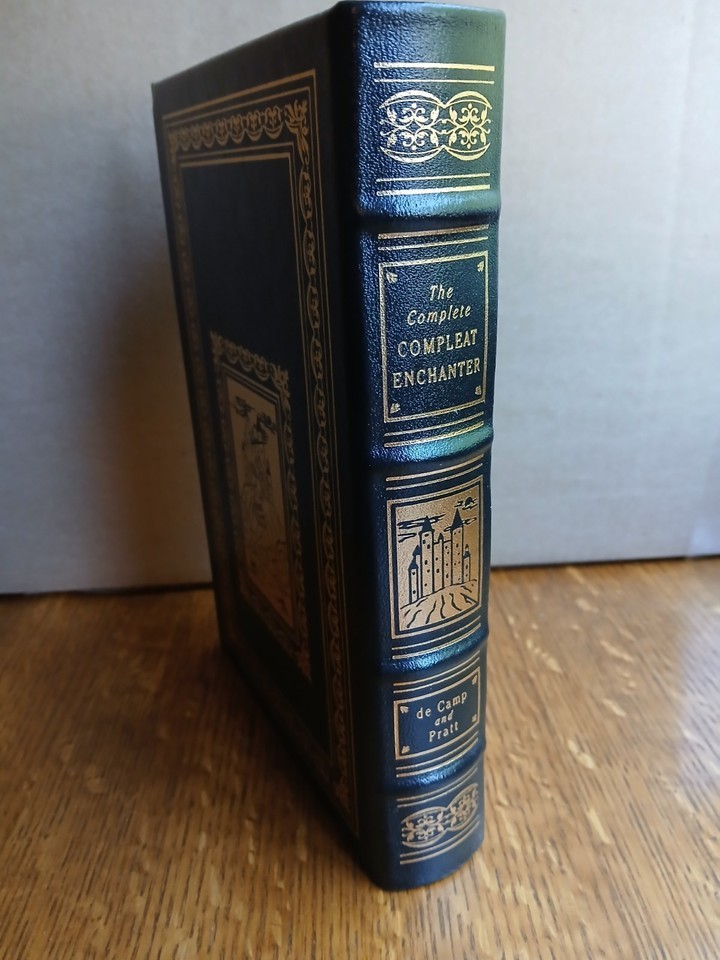 The
Complete
COMPLEAT
ENCHANTER
de Camp
and
Pratt